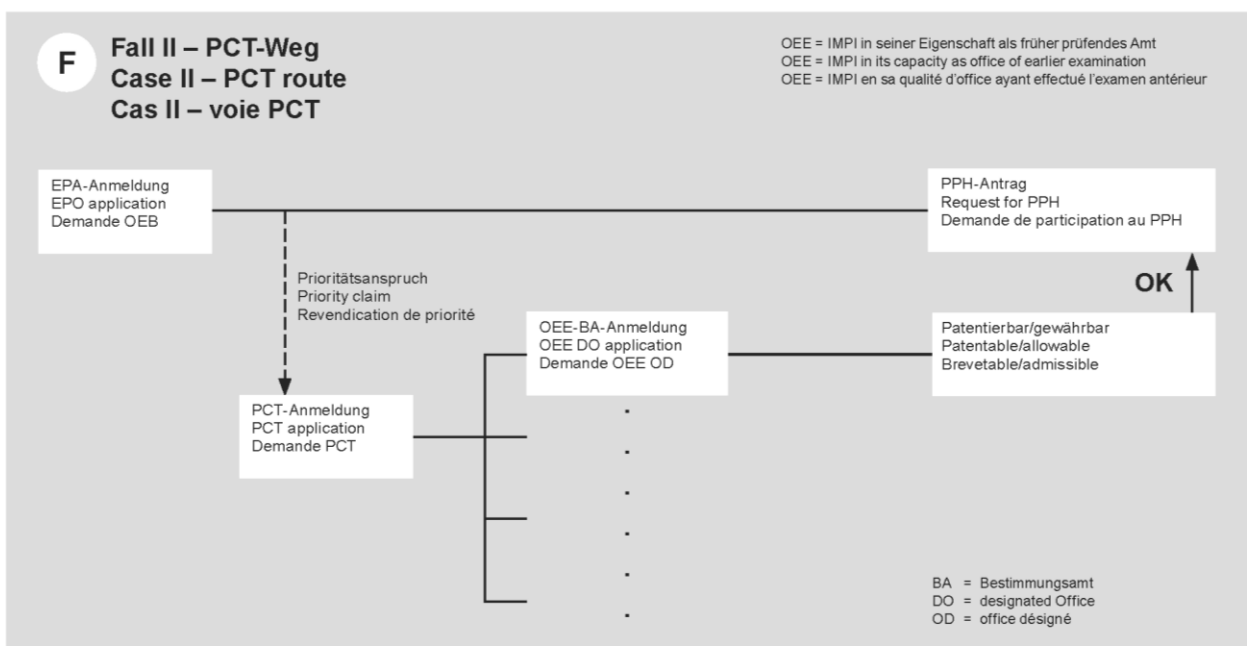 F
Fall II – PCT-Weg
Case II – PCT route
Cas II – voie PCT
OEE = IMPI in seiner Eigenschaft als früher prüfendes Amt
OEE = IMPI in its capacity as office of earlier examination
OEE = IMPI en sa qualité d'office ayant effectué l'examen antérieur
EPA-Anmeldung
EPO application
Demande OEB
PPH-Antrag
Request for PPH
Demande de participation au PPH
Prioritätsanspruch
Priority claim
Revendication de priorité
OK
OEE-BA-Anmeldung
OEE DO application
Demande OEE OD
Patentierbar/gewährbar
Patentable/allowable
Brevetable/admissible
PCT-Anmeldung
PCT application
Demande PCT
BA = Bestimmungsamt
DO = designated Office
OD = office désigné